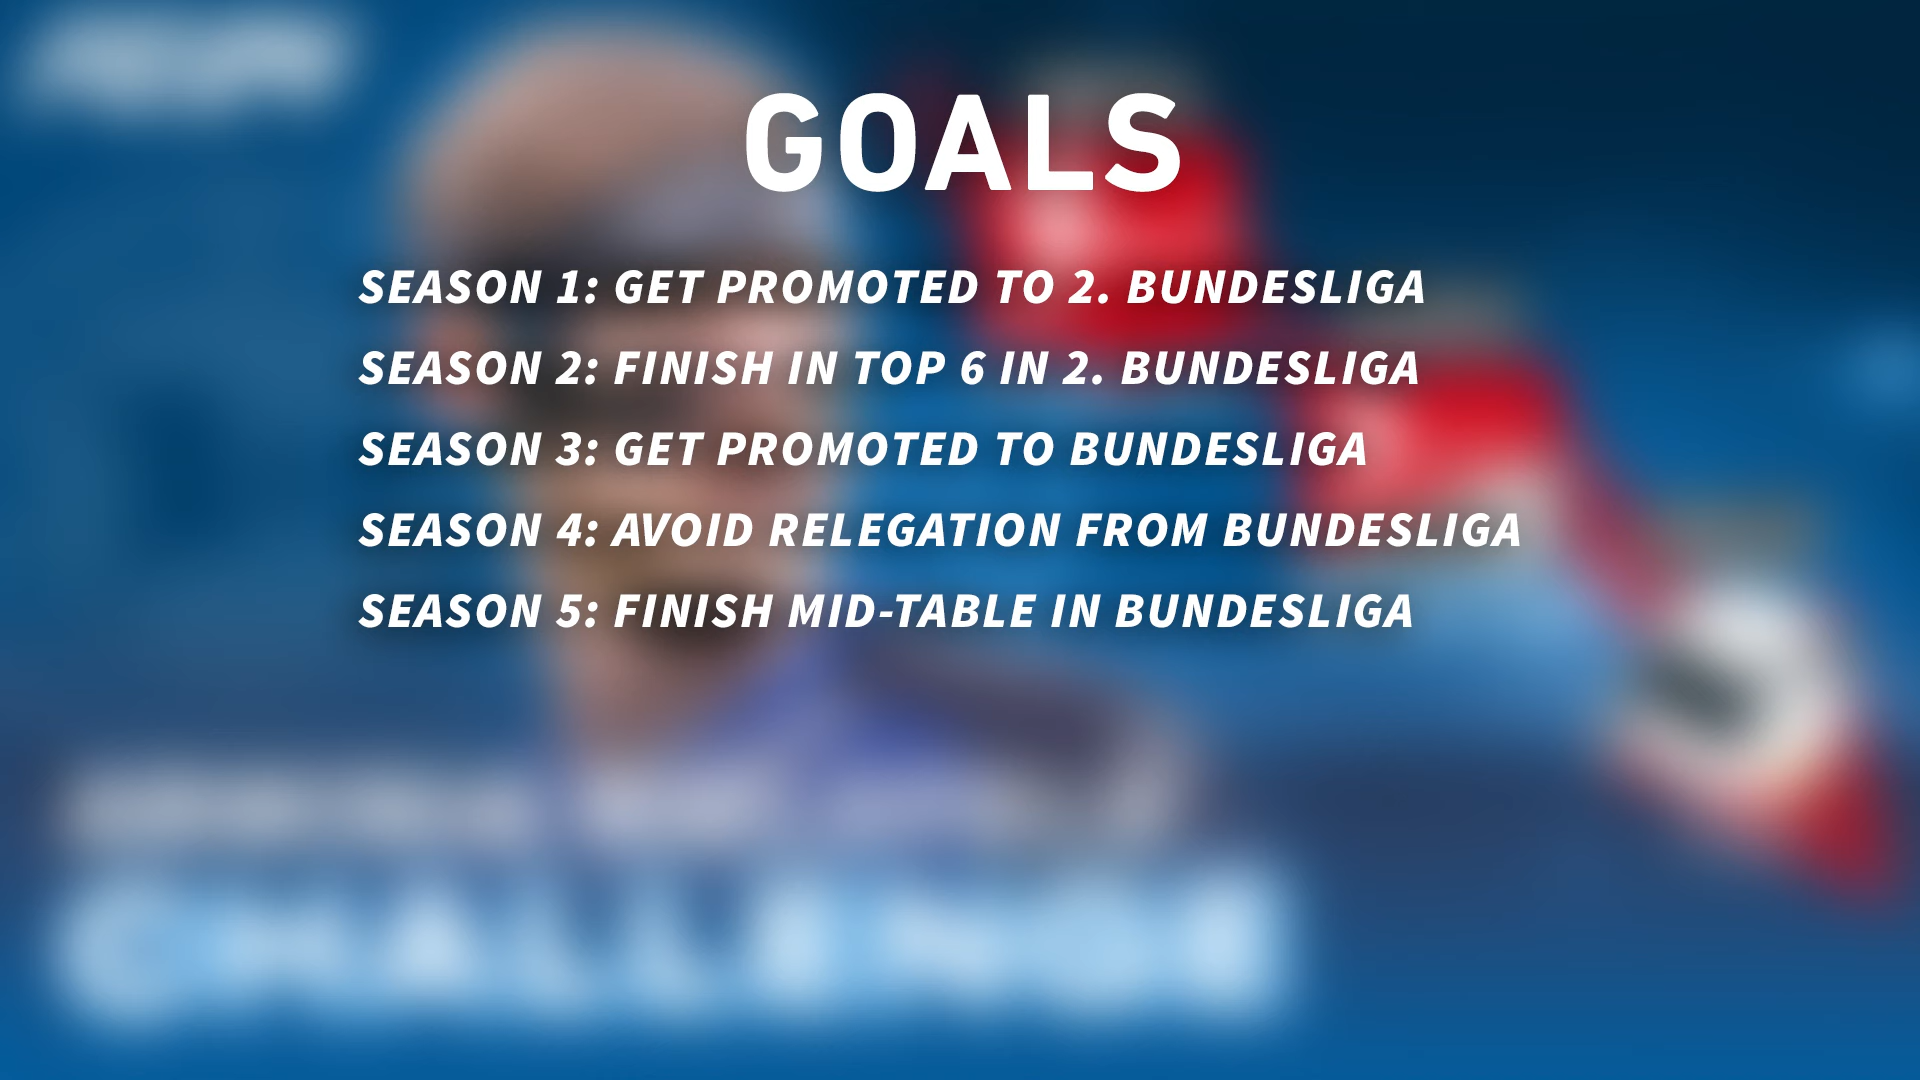 GOALS
SEASON 1: GET PROMOTED TO 2. BUNDESLIGA
SEASON 2: FINISH IN TOP 6 IN 2. BUNDESLIGA
SEASON 3: GET PROMOTED TO BUNDESLIGA
SEASON 4: AVOID RELEGATION FROM BUNDESLIGA
SEASON 5: FINISH MID-TABLE IN BUNDESLIGA
CHALLENGE